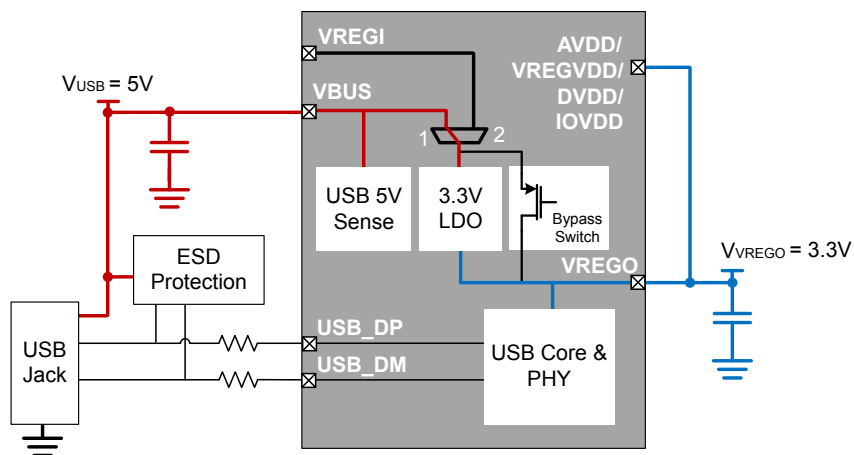 VREGI
AVDD/
VREGVDD/
DVDD/
IOVDD
VUSB = 5V
VBUS
1
2
USB 5V
Sense
3.3V
LDO
Bypass
Switch
ESD
Protection
VREGO
VVREGO = 3.3V
USB
Jack
USB_DP
USB_DM
USB Core &
PHY